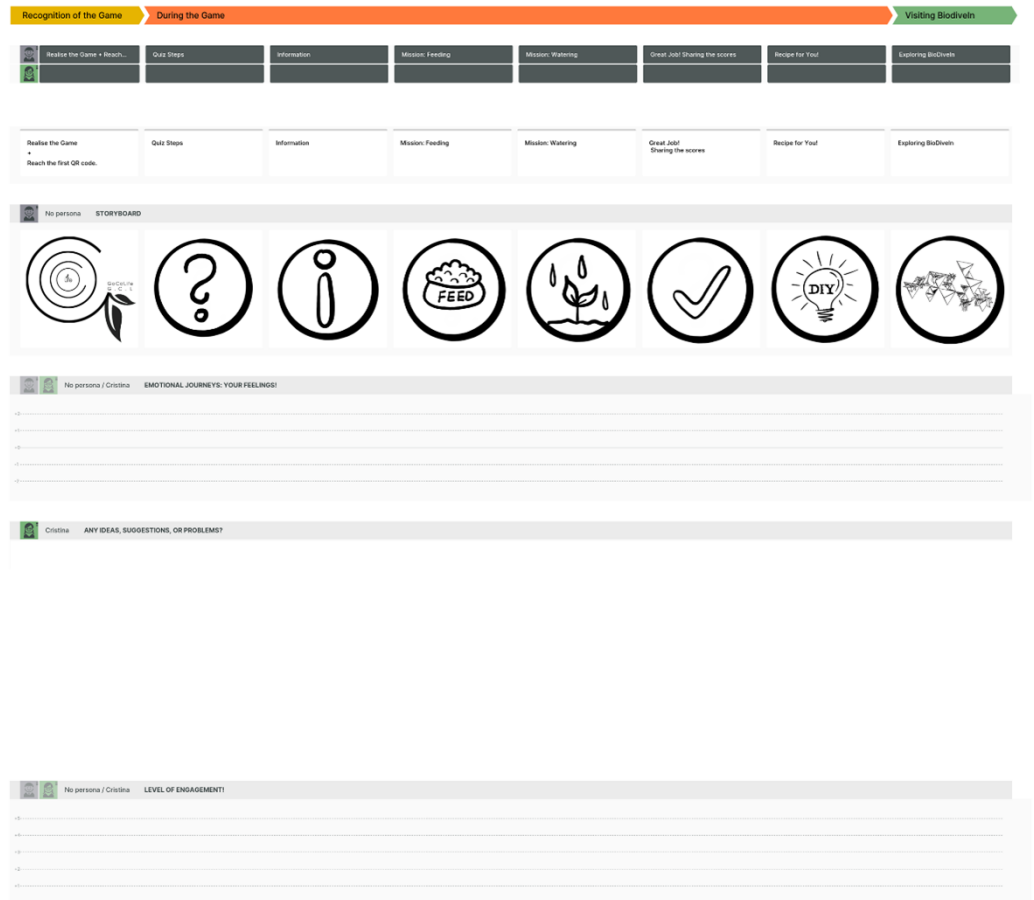 Recognition of the Game
During the Game
Visiting BiodiveIn
Realise the Game + Reach...
Quiz Steps
Information
Mission: Feeding
Mission: Watering
Great Job! Sharing the scores
Recipe for You!
Exploring BioDiveIn
Realise the Game
+
Reach the first QR code.
Quiz Steps
Information
Mission: Feeding
Mission: Watering
Great Job!
Sharing the scores
Recipe for You!
Exploring BioDiveIn
No persona STORYBOARD
GoCoLife
G.C.L
?
i
FEED
DIY
No persona / Cristina EMOTIONAL JOURNEYS: YOUR FEELINGS!
Cristina ANY IDEAS, SUGGESTIONS, OR PROBLEMS?
No persona / Cristina LEVEL OF ENGAGEMENT!